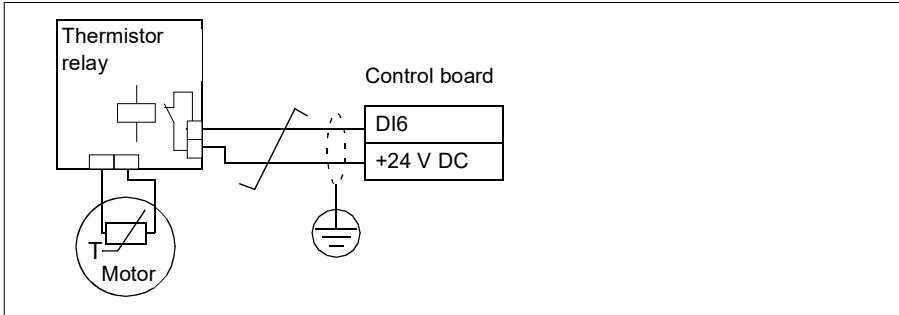 Thermistor
relay
Control board
DI6
+24 V DC
T
Motor